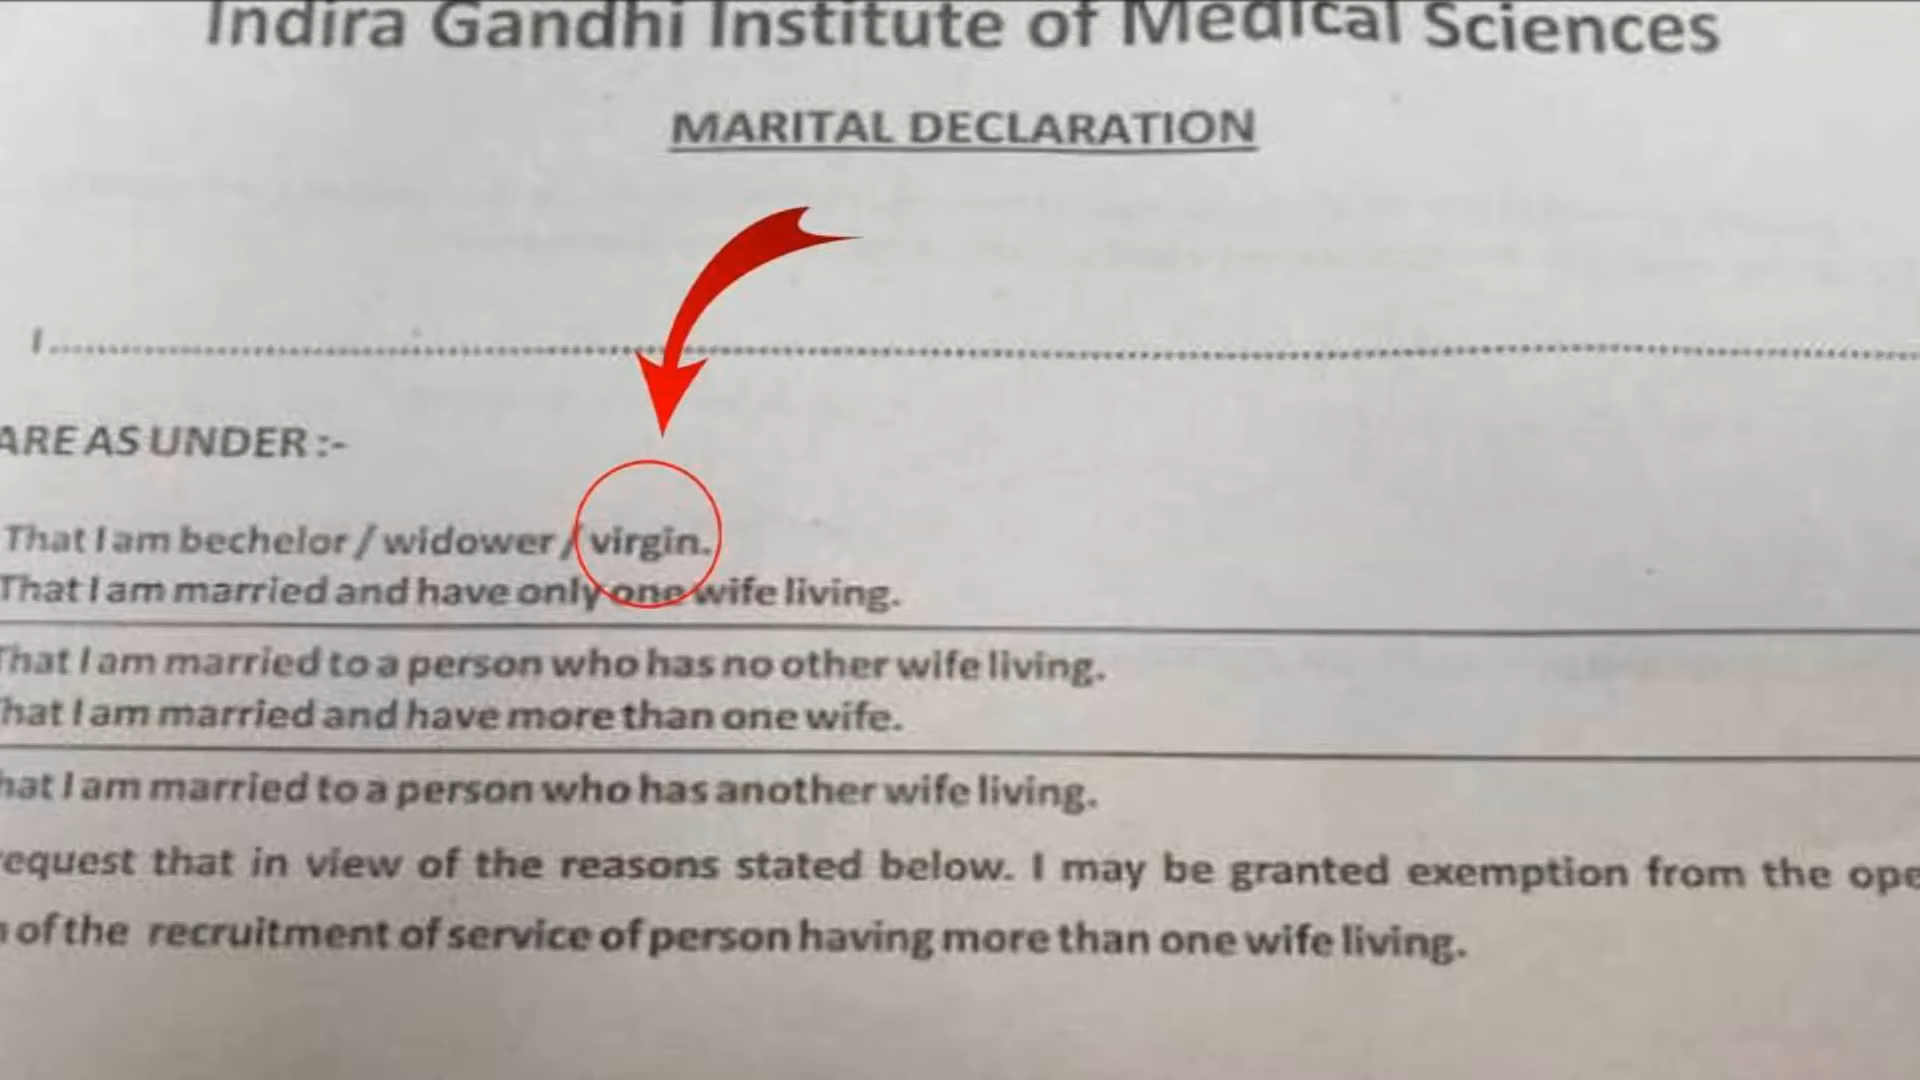 Indira Gandhi Institute of Medical Sciences
MARITAL DECLARATION
I
ARE AS UNDER :-
That I am bechelor / widower / virgin.
That I am married and have only one wife living.
That I am married to a person who has no other wife living.
That I am married and have more than one wife.
hat I am married to a person who has another wife living.
request that in view of the reasons stated below. I may be granted exemption from the ope
of the recruitment of service of person having more than one wife living.